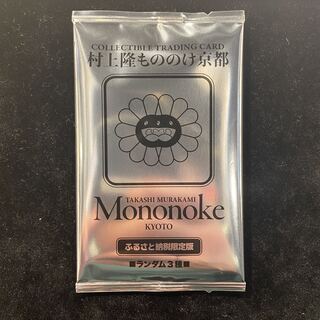 COLLECTIBLE TRADING CARD
村上隆もののけ京都
TAKASHI MURAKAMI
Mononoke
KYOTO
ふるさと納税限定版
■ランダム3種■